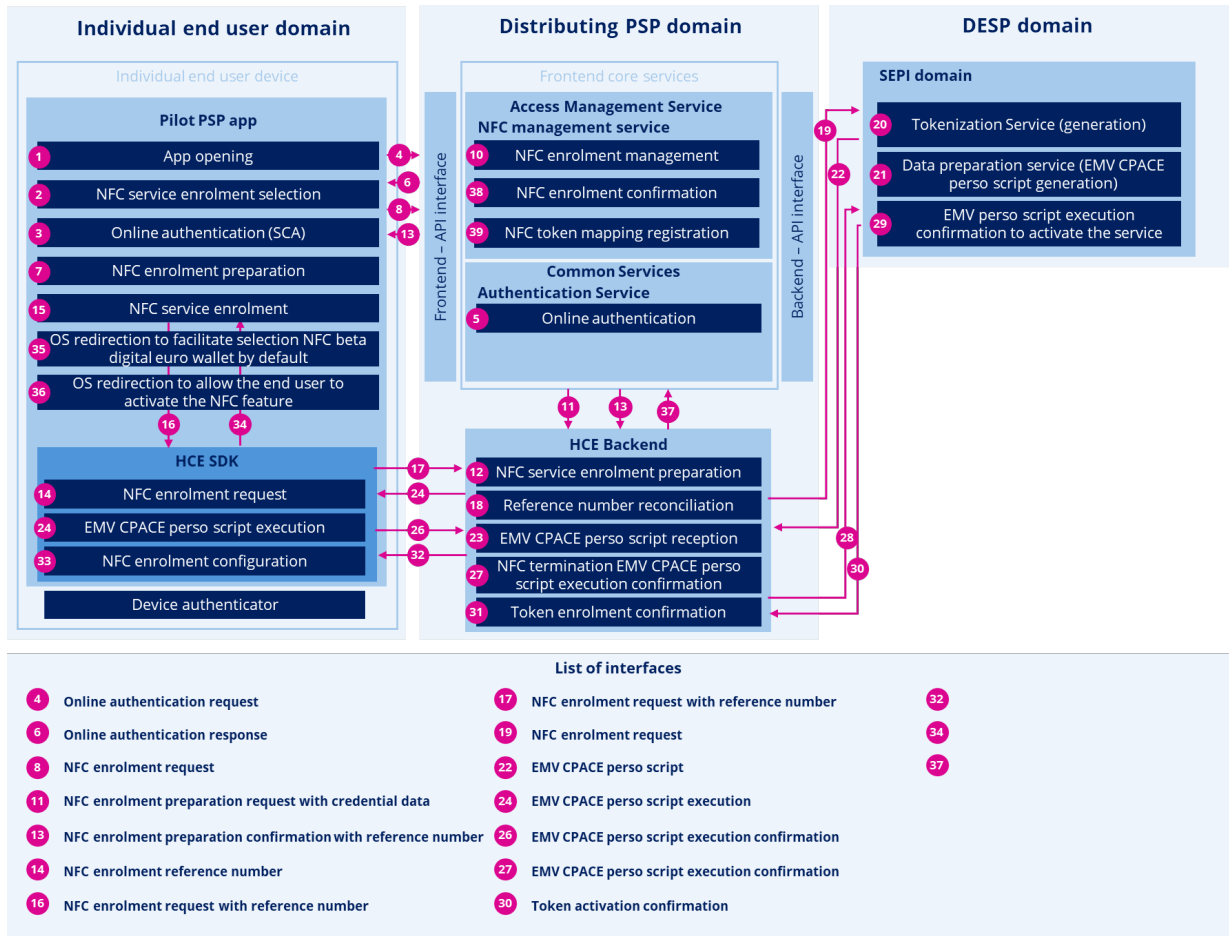 Individual end user domain
Individual end user device
Pilot PSP app
1 App opening
2 NFC service enrolment selection
3 Online authentication (SCA)
7 NFC enrolment preparation
15 NFC service enrolment
35 OS redirection to facilitate selection NFC beta
digital euro wallet by default
36 OS redirection to allow the end user to
activate the NFC feature
16
34
HCE SDK
14 NFC enrolment request
24 EMV CPACE perso script execution
33 NFC enrolment configuration
Device authenticator
4
6
8
13
17
24
26
32
Distributing PSP domain
Frontend – API interface
Frontend core services
Access Management Service
NFC management service
10 NFC enrolment management
38 NFC enrolment confirmation
39 NFC token mapping registration
Common Services
Authentication Service
5 Online authentication
Backend – API interface
11
13
37
HCE Backend
12 NFC service enrolment preparation
18 Reference number reconciliation
23 EMV CPACE perso script reception
27 NFC termination EMV CPACE perso
script execution confirmation
31 Token enrolment confirmation
19
22
28
30
DESP domain
SEPI domain
20 Tokenization Service (generation)
21 Data preparation service (EMV CPACE
perso script generation)
29 EMV perso script execution
confirmation to activate the service
List of interfaces
4 Online authentication request
6 Online authentication response
8 NFC enrolment request
11 NFC enrolment preparation request with credential data
13 NFC enrolment preparation confirmation with reference number
14 NFC enrolment reference number
16 NFC enrolment request with reference number
17 NFC enrolment request with reference number
19 NFC enrolment request
22 EMV CPACE perso script
24 EMV CPACE perso script execution
26 EMV CPACE perso script execution confirmation
27 EMV CPACE perso script execution confirmation
30 Token activation confirmation
32
34
37